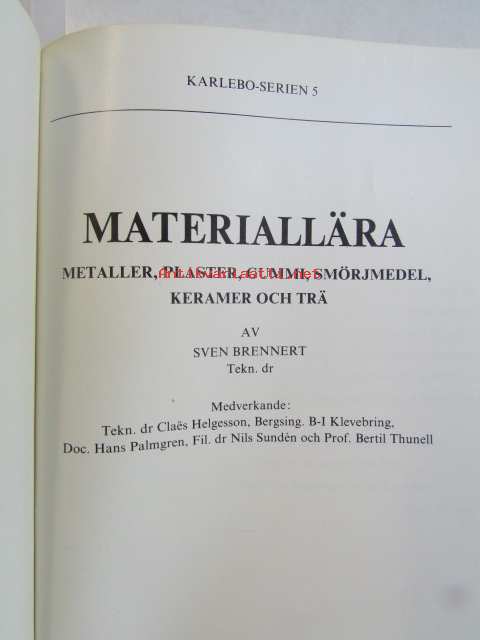 KARLEBO-SERIEN 5
MATERIALLÄRA
METALLER, PLASTER, GUMMI, SMÖRJMEDEL,
KERAMER OCH TRÄ
AV
SVEN BRENNERT
Tekn. dr
Medverkande:
Tekn. dr Claës Helgesson, Bergsing. B-I Klevebring,
Doc. Hans Palmgren, Fil. dr Nils Sundén och Prof. Bertil Thunell